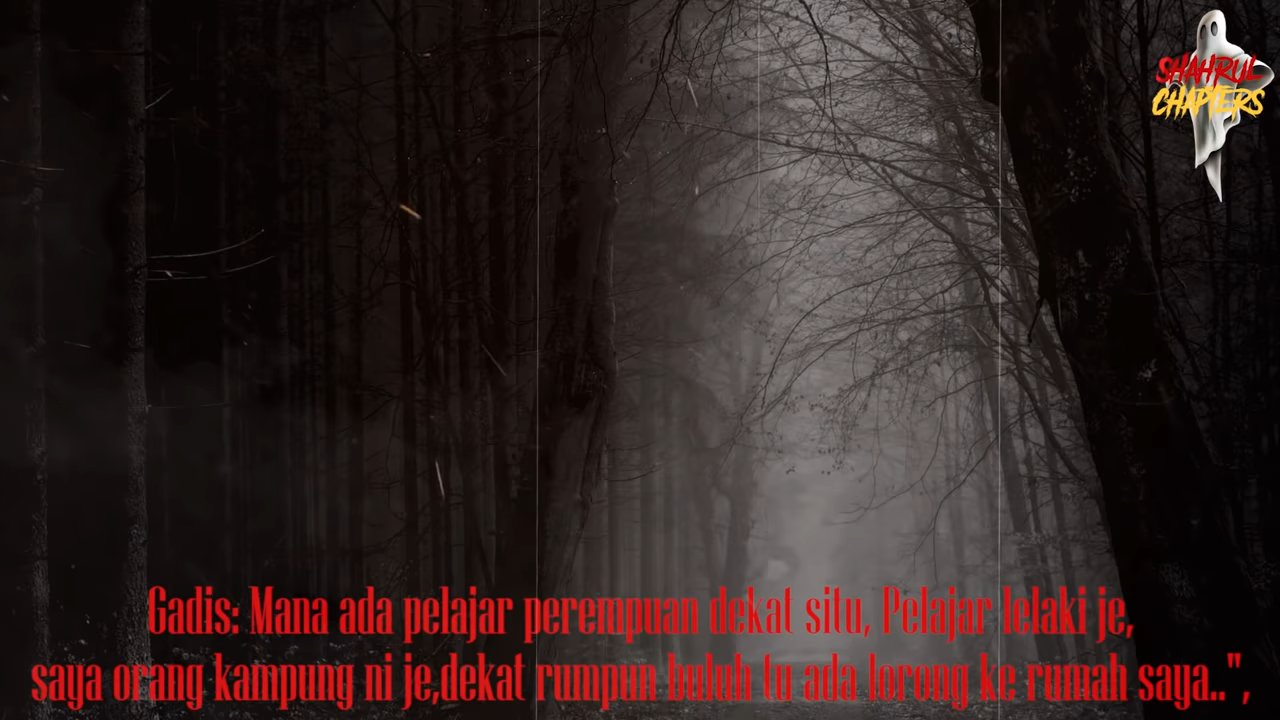 SHAHRUL
CHAPTERS
Gadis: Mana ada pelajar perempuan dekat situ, Pelajar lelaki je,
saya orang kampung ni je,dekat rumpun buluh tu ada lorong ke rumah saya..",